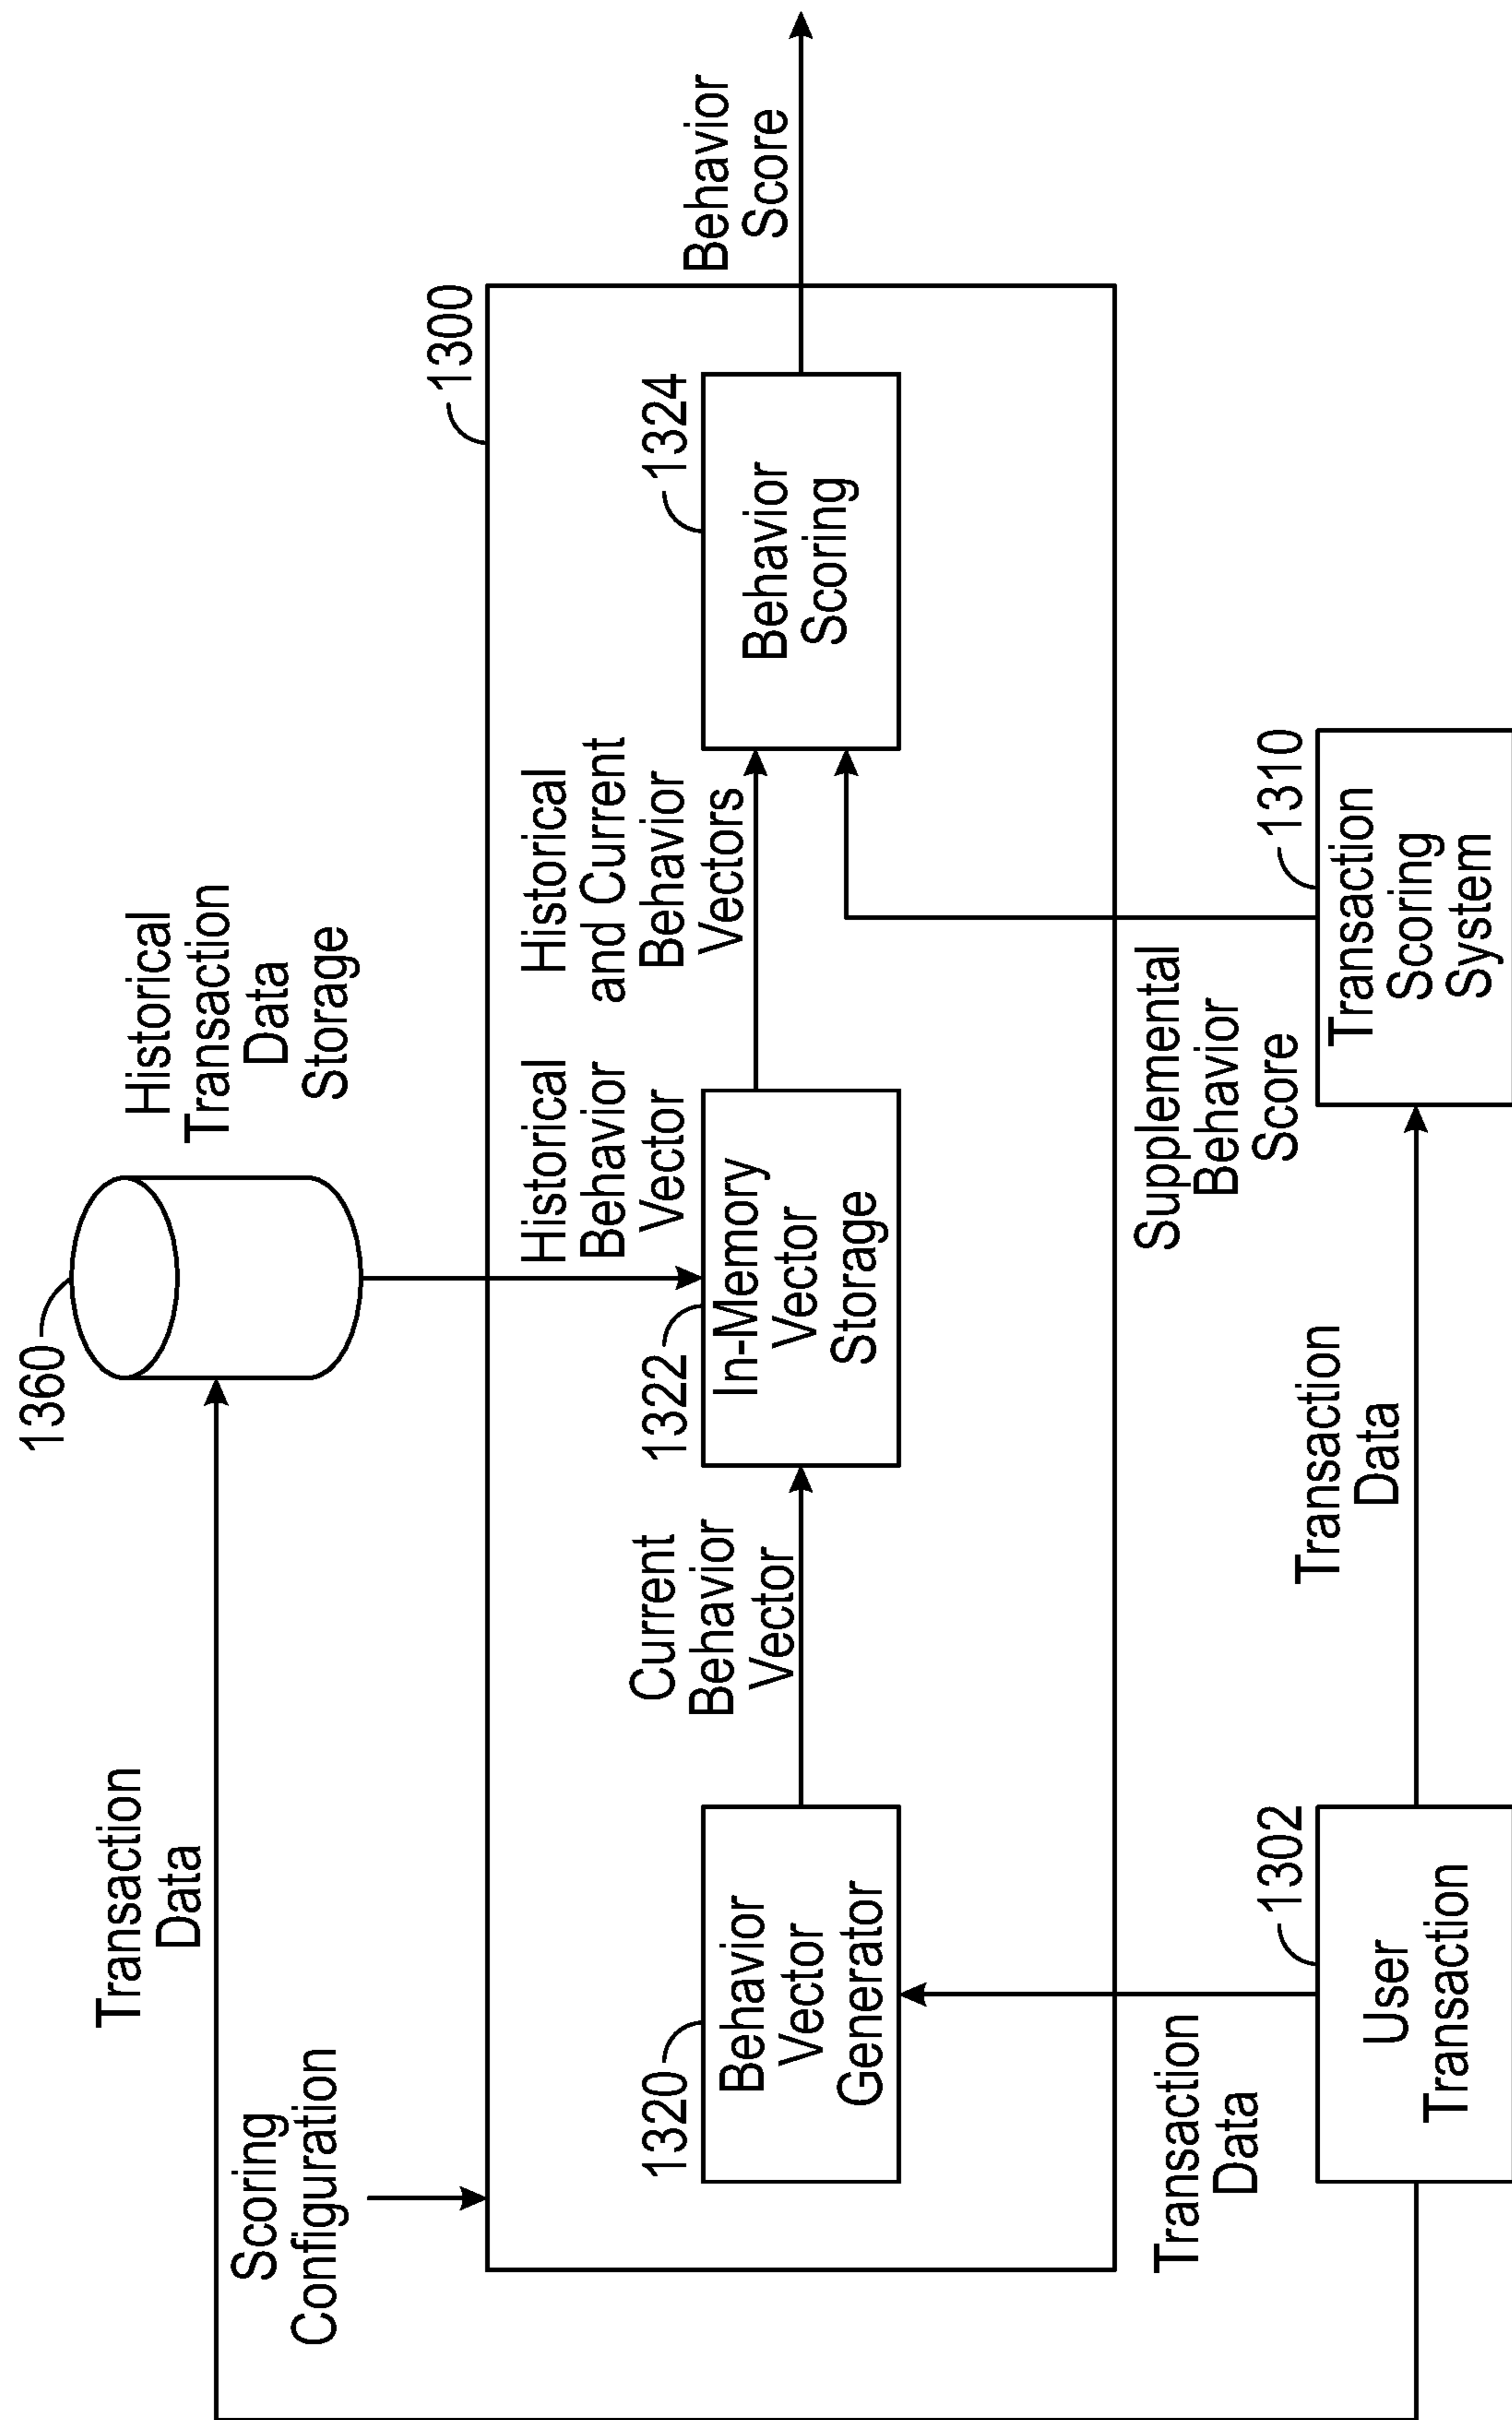 Transaction
Data
1360
Historical
Transaction
Data
Storage
Scoring
Configuration
1300
Current
Behavior
Vector
Historical
Behavior
Vector
Historical
and Current
Behavior
Vectors
Behavior
Score
1320
Behavior
Vector
Generator
1322
In-Memory
Vector
Storage
1324
Behavior
Scoring
Transaction
Data
Supplemental
Behavior
Score
1302
User
Transaction
Transaction
Data
1310
Transaction
Scoring
System